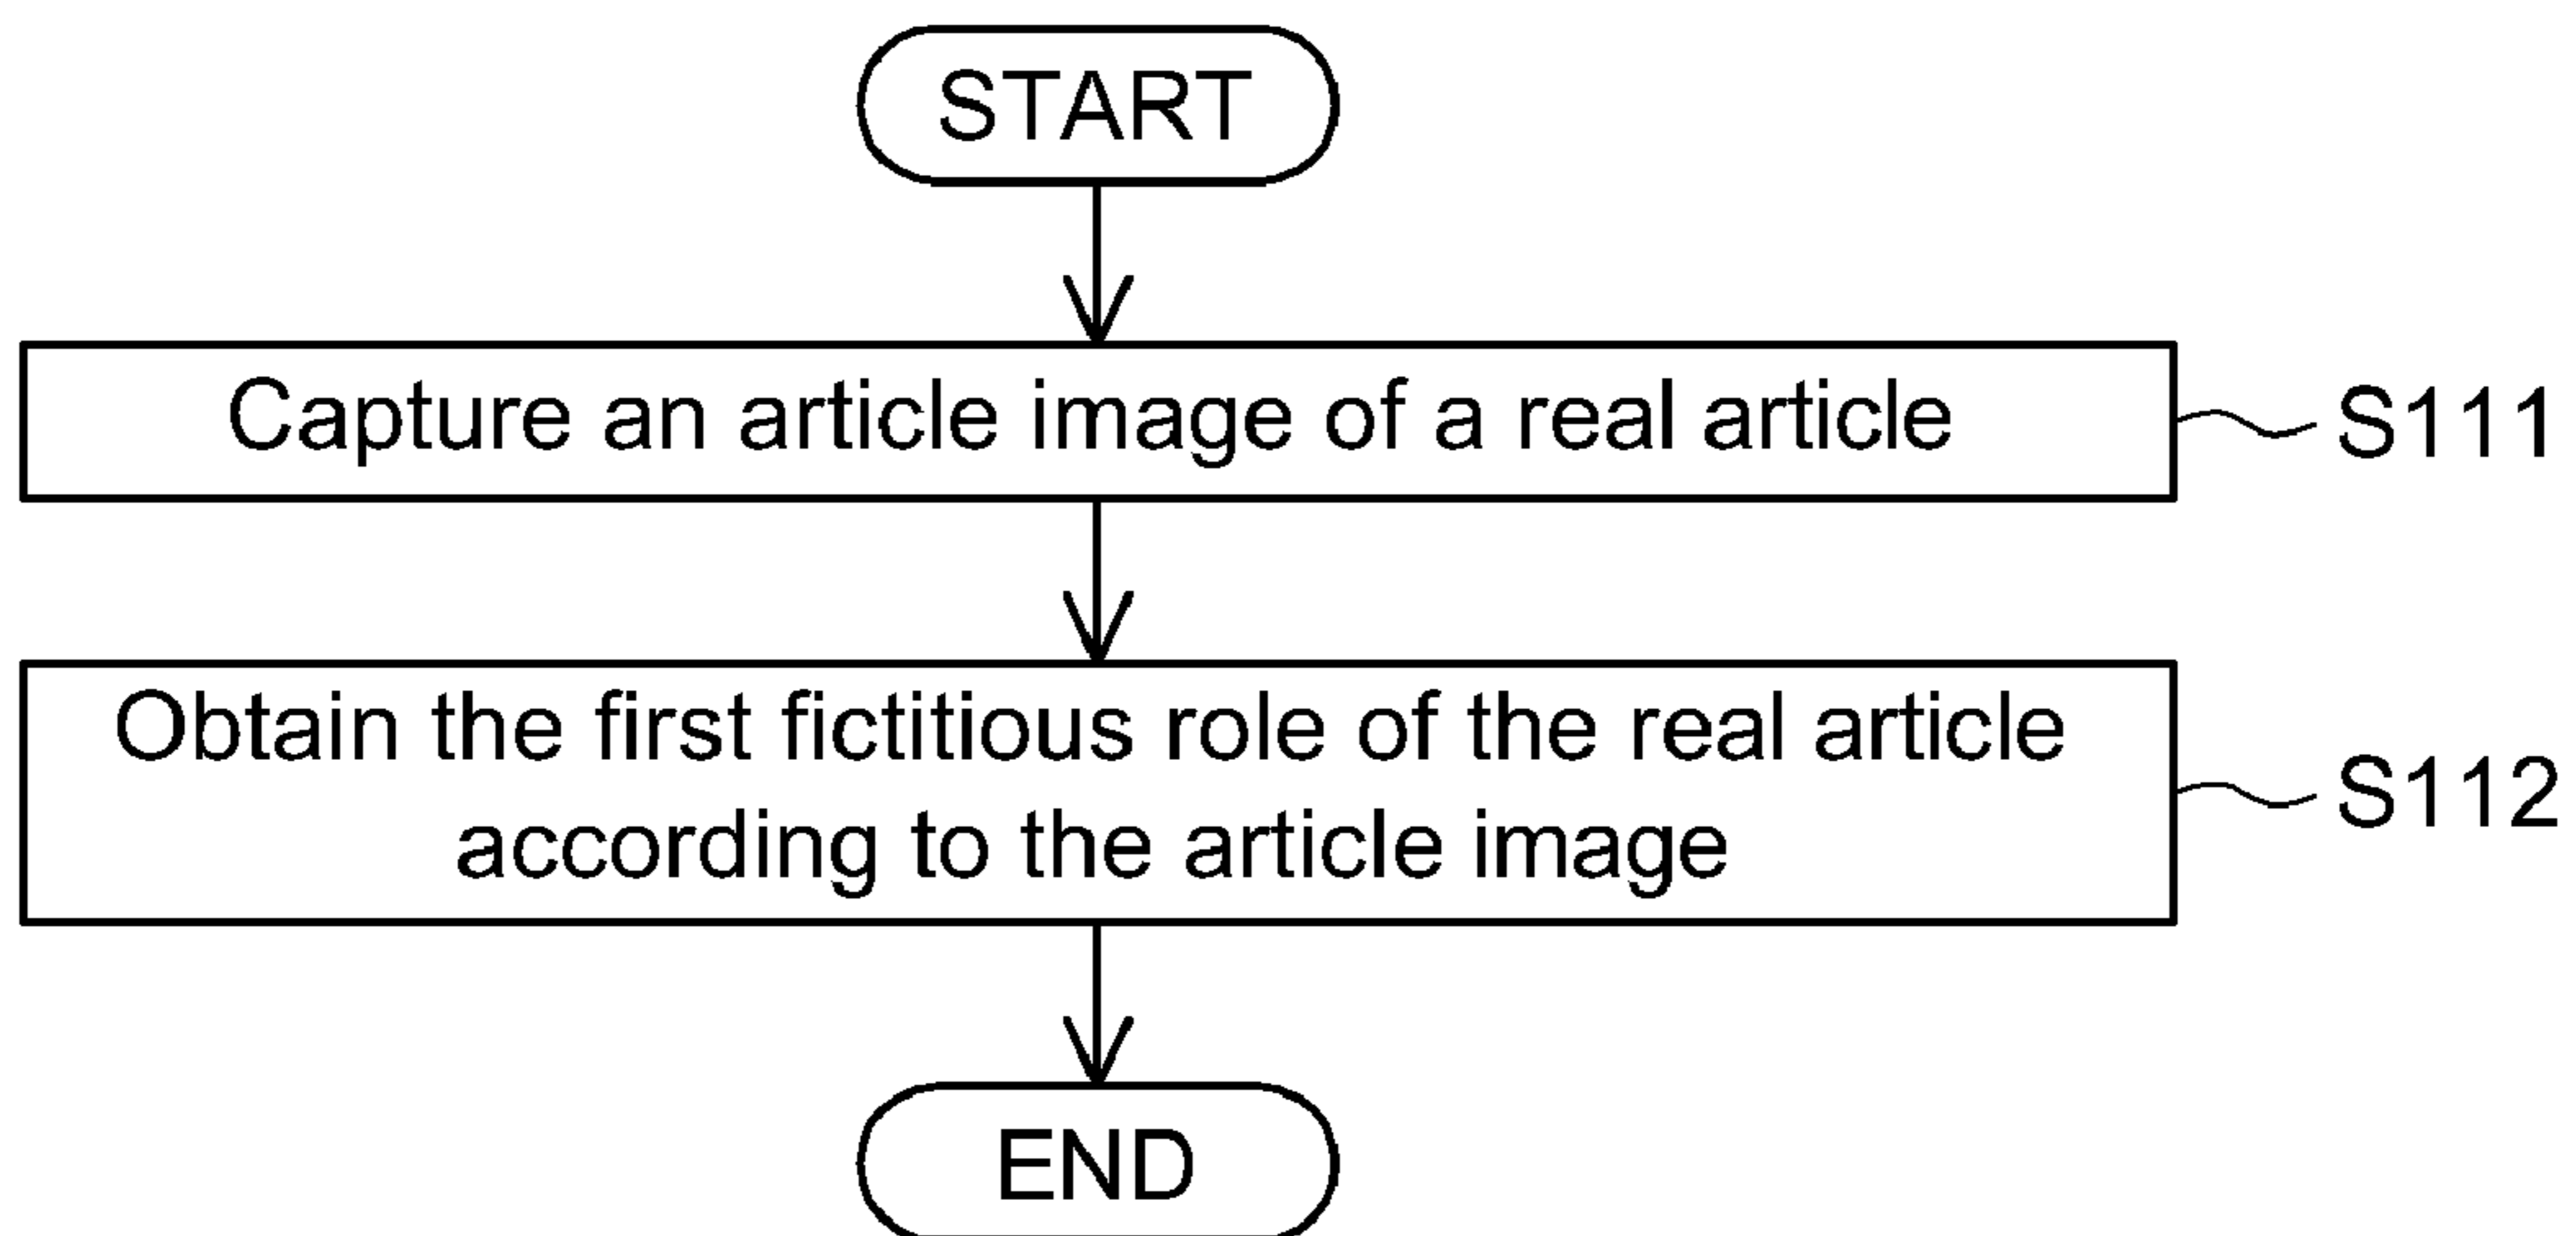 START
Capture an article image of a real article
S111
Obtain the first fictitious role of the real article
according to the article image
S112
END